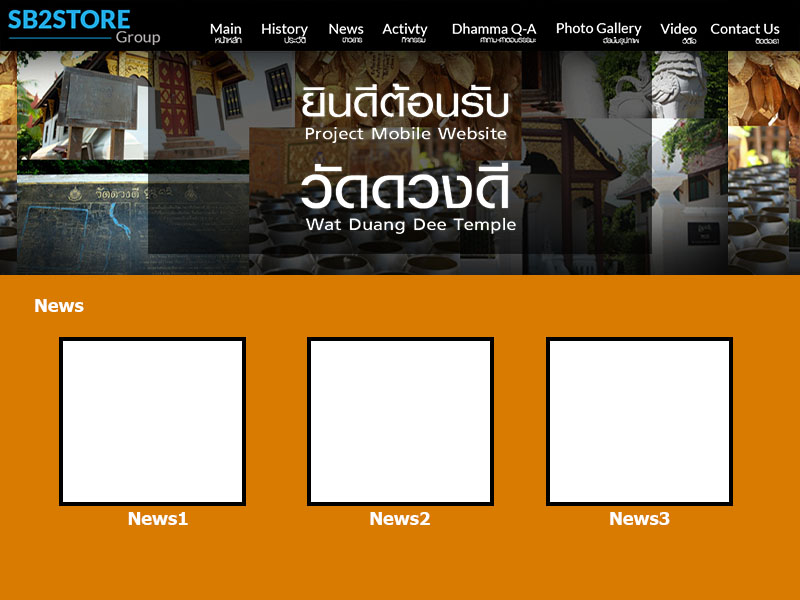 SB2STORE
Group
Main History News Activty Dhamma Q-A Photo Gallery Video Contact Us
หน้าหลัก ประวัติ ข่าวสาร กิจกรรม ถาม-ตอบธรรมะ อัลบั้มรูปภาพ วิดีโอ ติดต่อเรา
ยินดีต้อนรับ
Project Mobile Website
วัดดวงดี
วัดดวงดี
Wat Duang Dee Temple
News
News1 News2 News3